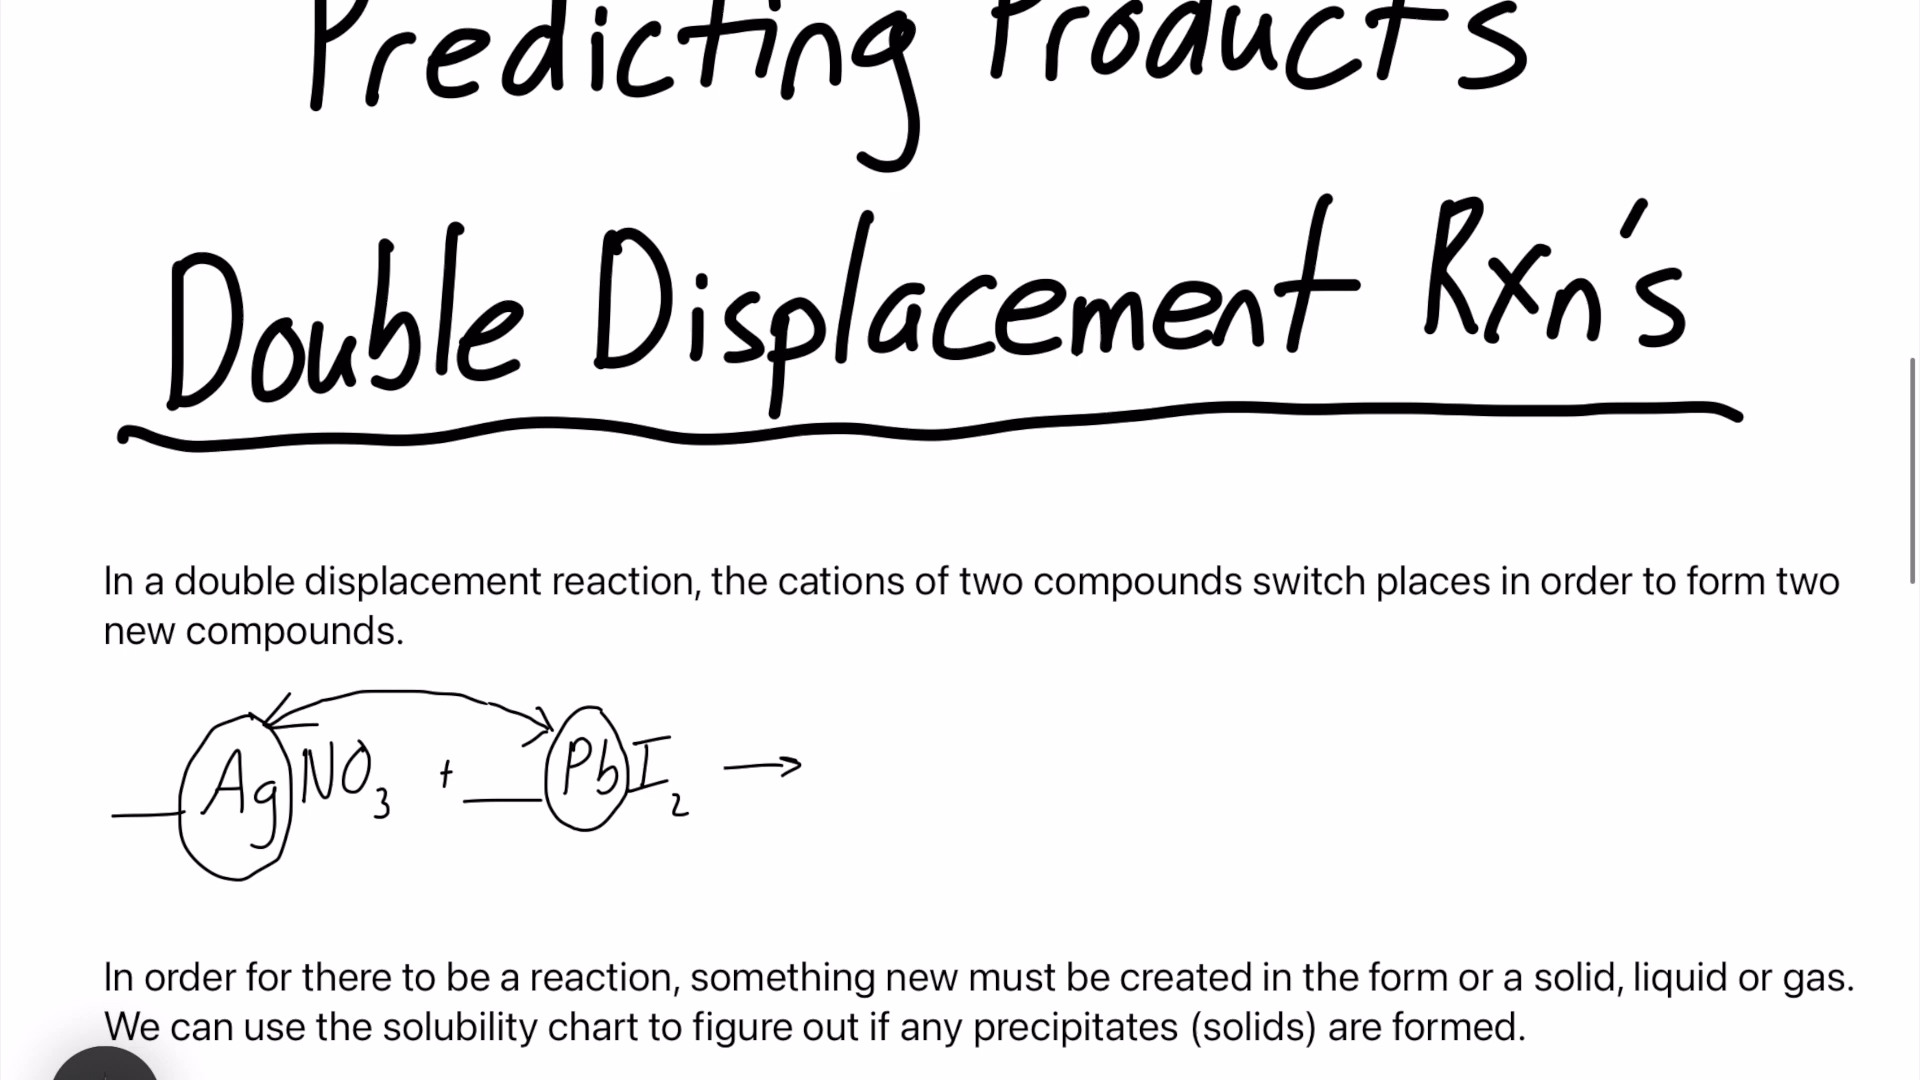 Predicting Products
Double Displacement Rxn's
In a double displacement reaction, the cations of two compounds switch places in order to form two
new compounds.
__AgNO₃ + __PbI₂ →
In order for there to be a reaction, something new must be created in the form or a solid, liquid or gas.
We can use the solubility chart to figure out if any precipitates (solids) are formed.